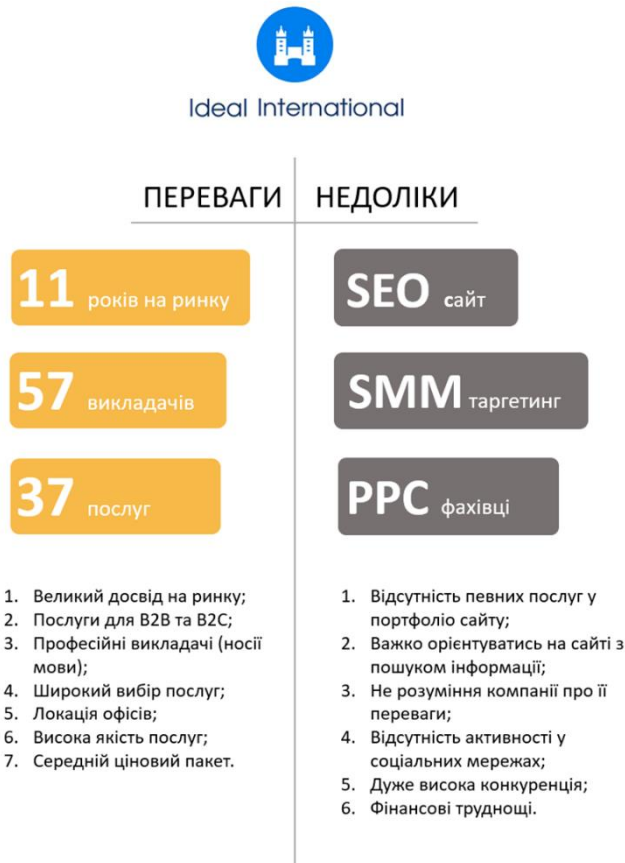 Ideal International
ПЕРЕВАГИ
НЕДОЛІКИ
11 років на ринку
57 викладачів
37 послуг
SEO сайт
SMM таргетинг
PPC фахівці
1. Великий досвід на ринку;
2. Послуги для B2B та B2C;
3. Професійні викладачі (носії
мови);
4. Широкий вибір послуг;
5. Локація офісів;
6. Висока якість послуг;
7. Середній ціновий пакет.
1. Відсутність певних послуг у
портфоліо сайту;
2. Важко орієнтуватись на сайті з
пошуком інформації;
3. Не розуміння компанії про її
переваги;
4. Відсутність активності у
соціальних мережах;
5. Дуже висока конкуренція;
6. Фінансові труднощі.